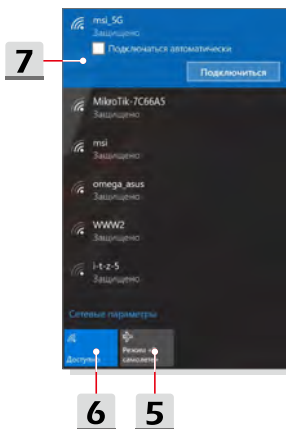 msi_5G
Защищено
Подключаться автоматически
7
Подключиться
MikroTik-7C66A5
Защищено
msi
Защищено
omega_asus
Защищено
WWW2
Защищено
i-t-z-5
Защищено
Сетевые параметры
Режим «в
самолете»
6
5